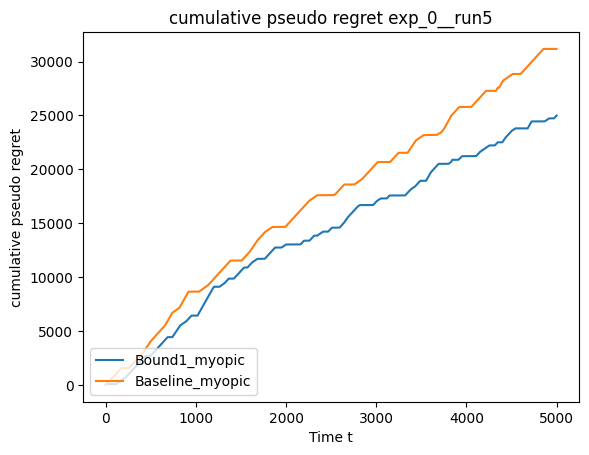 cumulative pseudo regret exp_0__run5
cumulative pseudo regret
30000
25000
20000
15000
10000
5000
0
Bound1_myopic
Baseline_myopic
0 1000 2000 3000 4000 5000
Time t